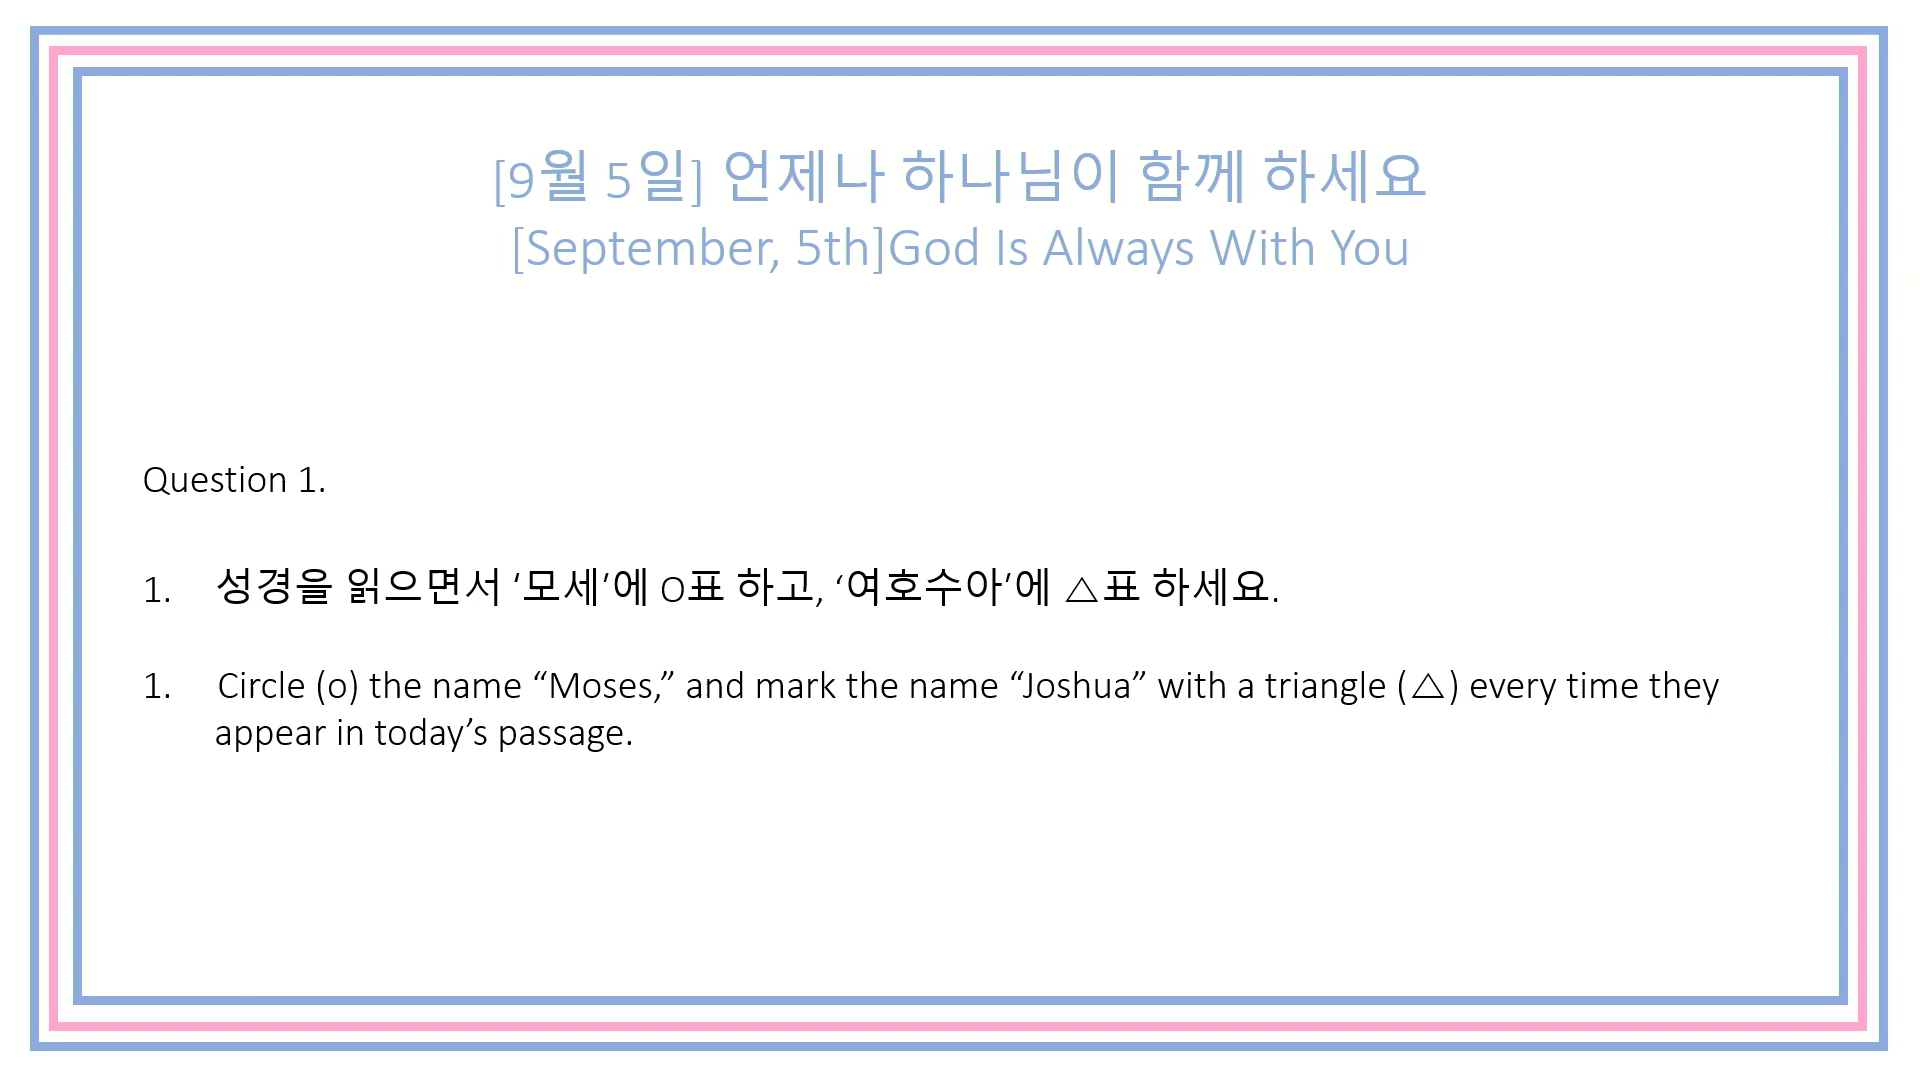 [9월 5일] 언제나 하나님이 함께 하세요
[September, 5th]God Is Always With You
Question 1.
1. 성경을 읽으면서 ‘모세’에 O표 하고, ‘여호수아’에 △표 하세요.
1. Circle (o) the name “Moses,” and mark the name “Joshua” with a triangle (△) every time they
appear in today’s passage.